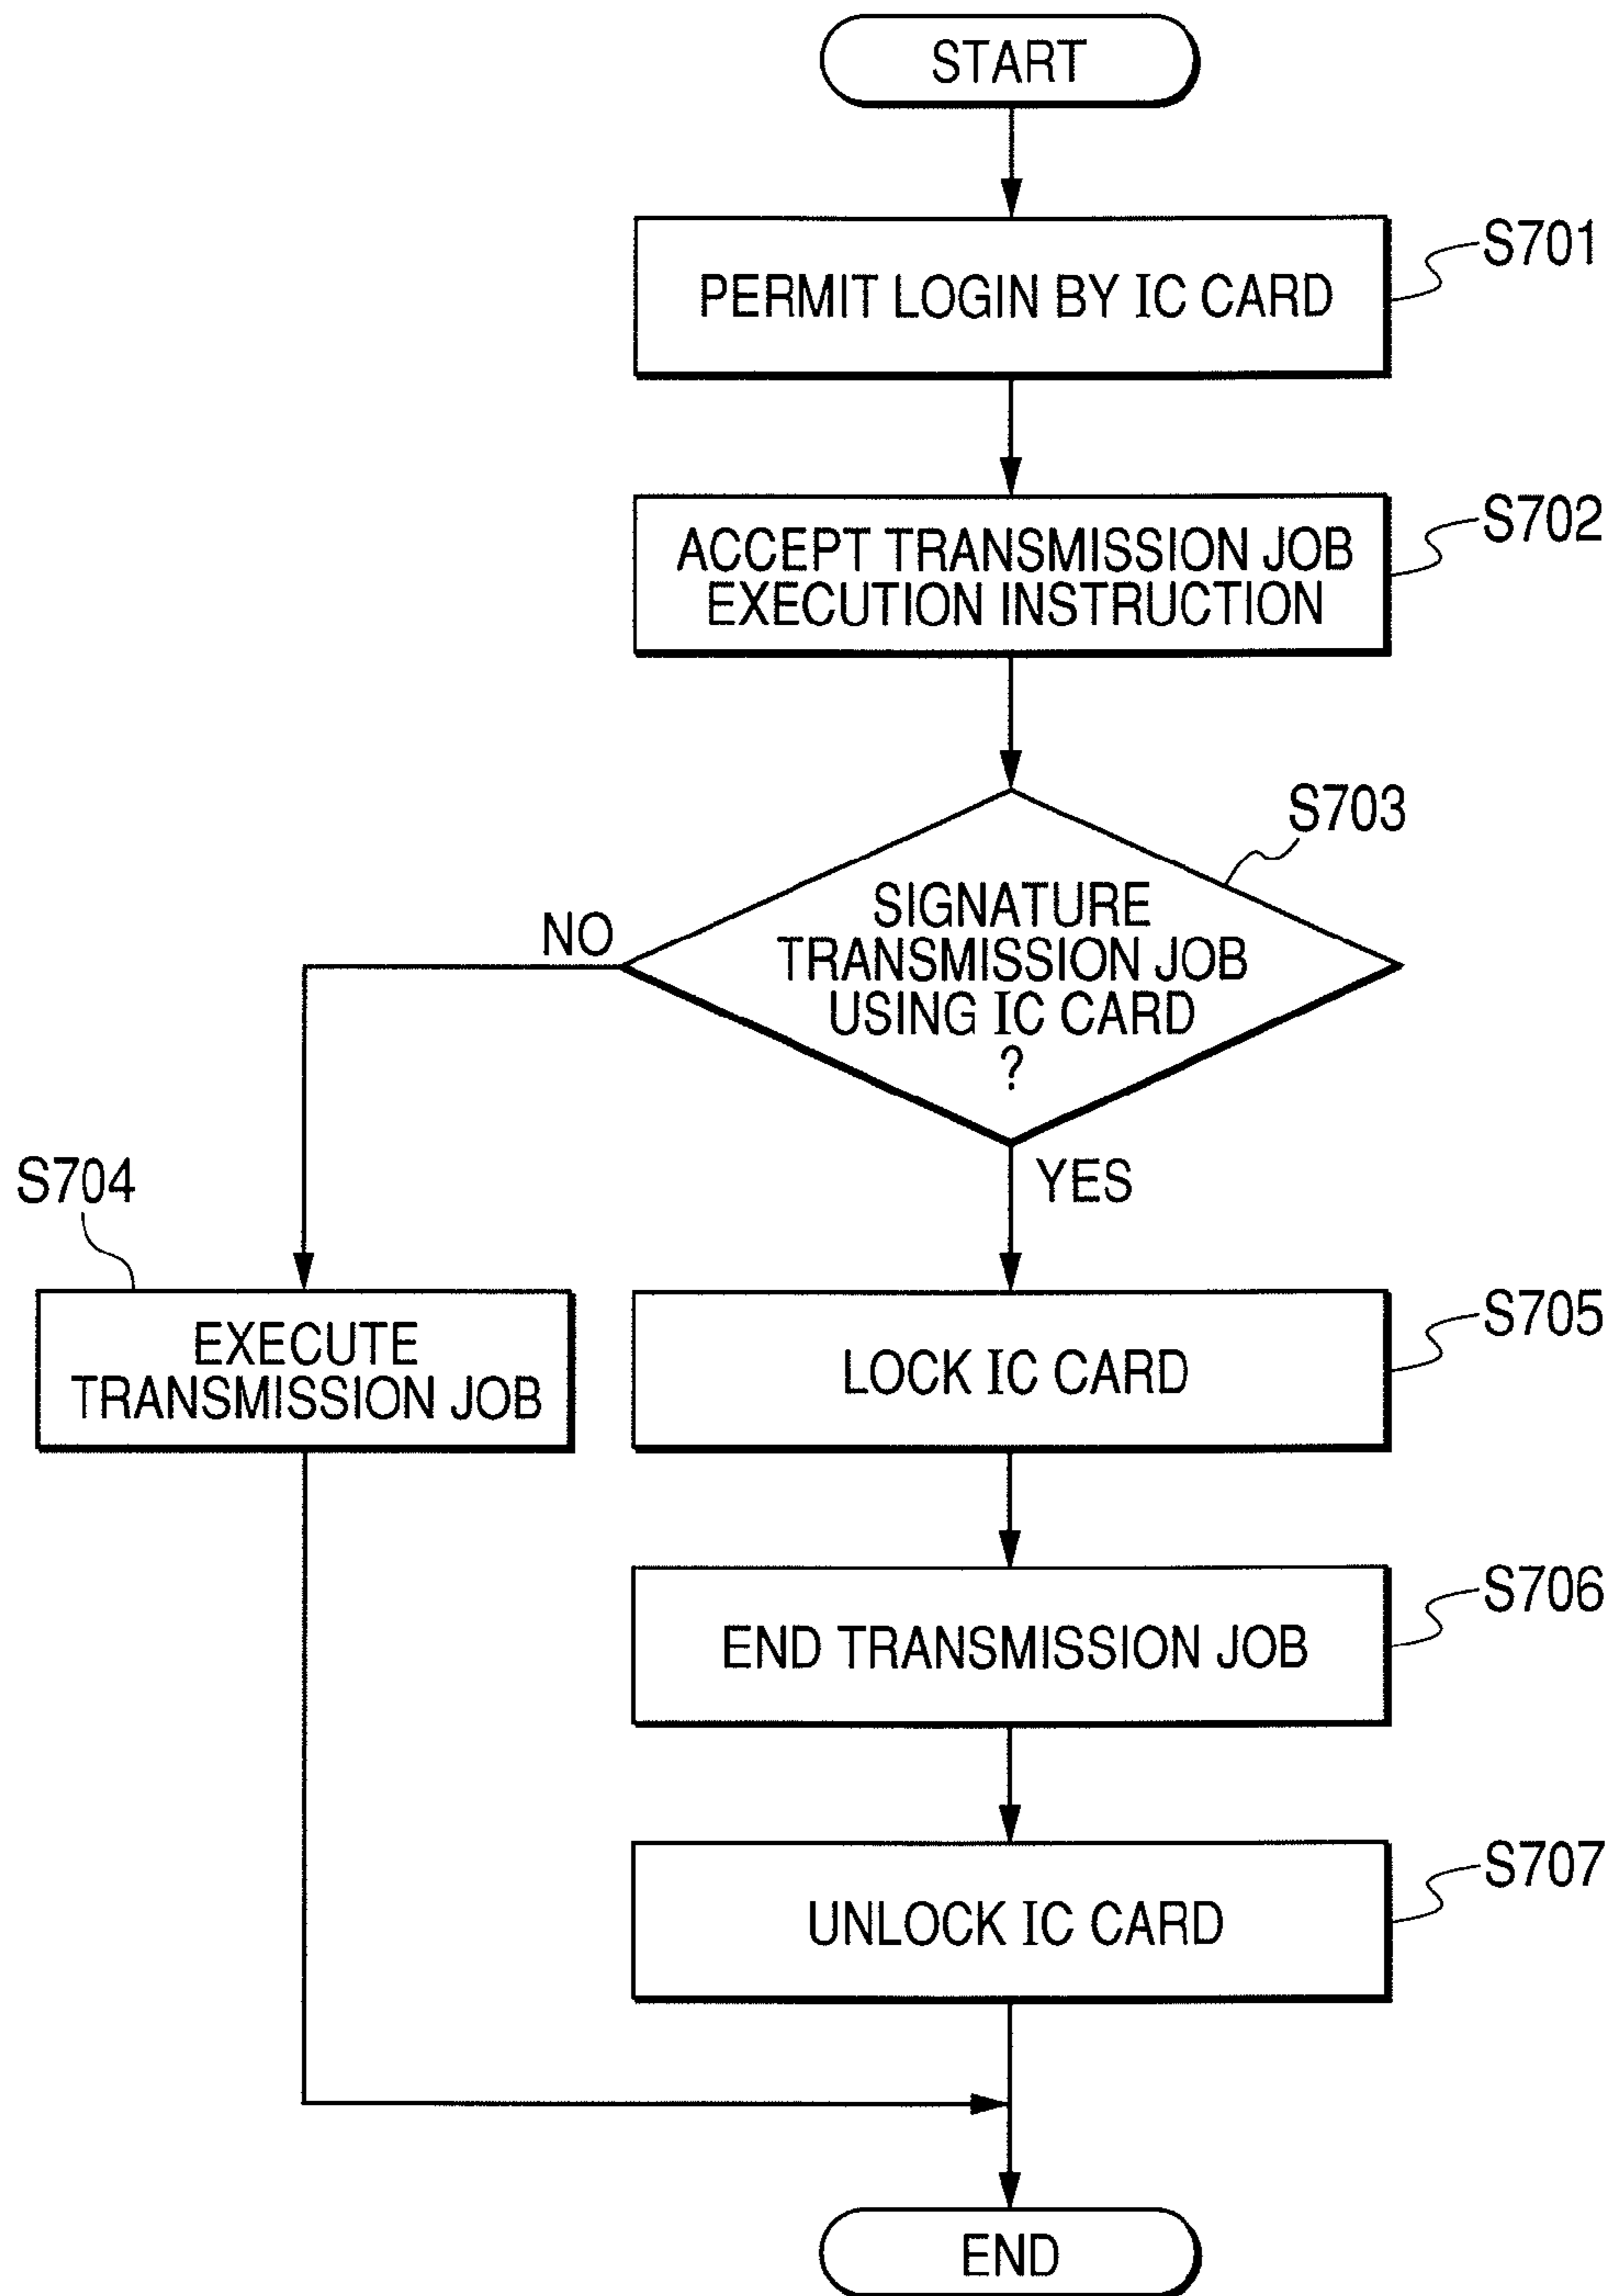 START
PERMIT LOGIN BY IC CARD
S701
ACCEPT TRANSMISSION JOB
EXECUTION INSTRUCTION
S702
S703
SIGNATURE
TRANSMISSION JOB
USING IC CARD
?
NO
YES
S704
EXECUTE
TRANSMISSION JOB
LOCK IC CARD
S705
END TRANSMISSION JOB
S706
UNLOCK IC CARD
S707
END